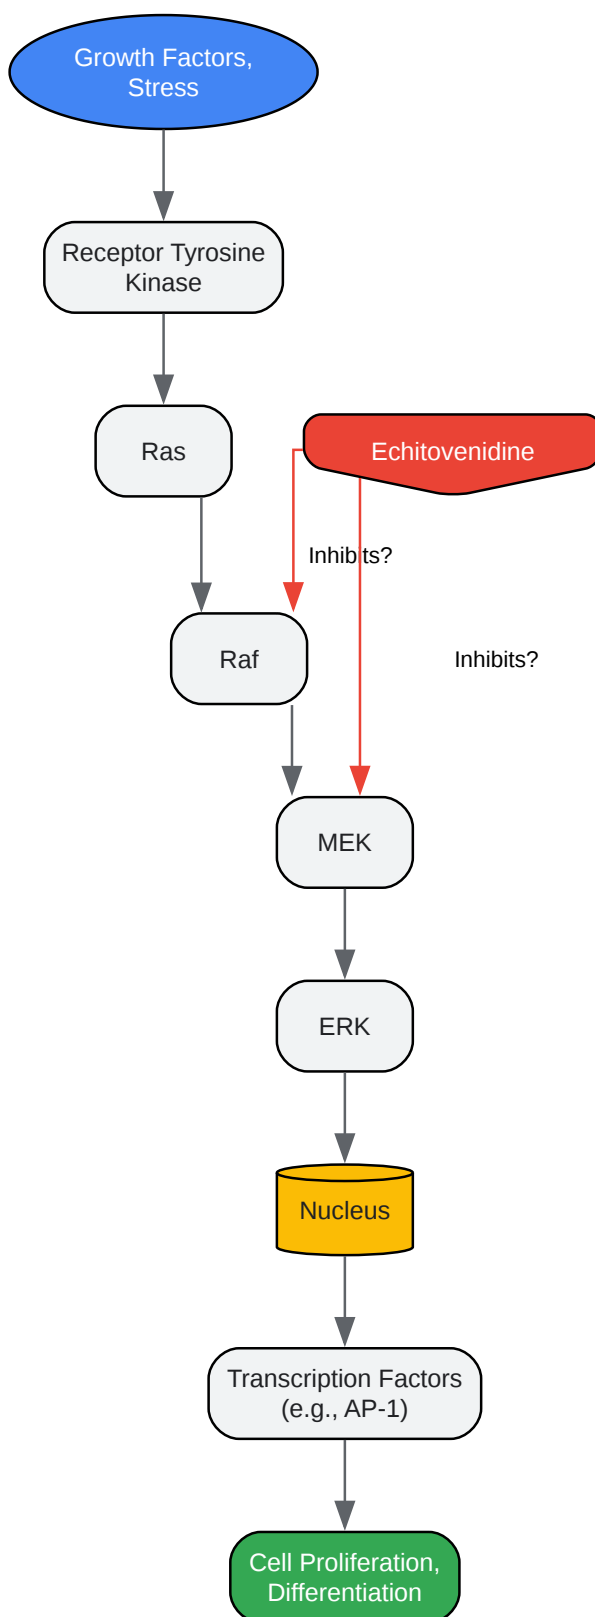 Growth Factors,
Stress
Receptor Tyrosine
Kinase
Ras
Echitovenidine
Inhibits?
Raf
Inhibits?
MEK
ERK
Nucleus
Transcription Factors
(e.g., AP-1)
Cell Proliferation,
Differentiation